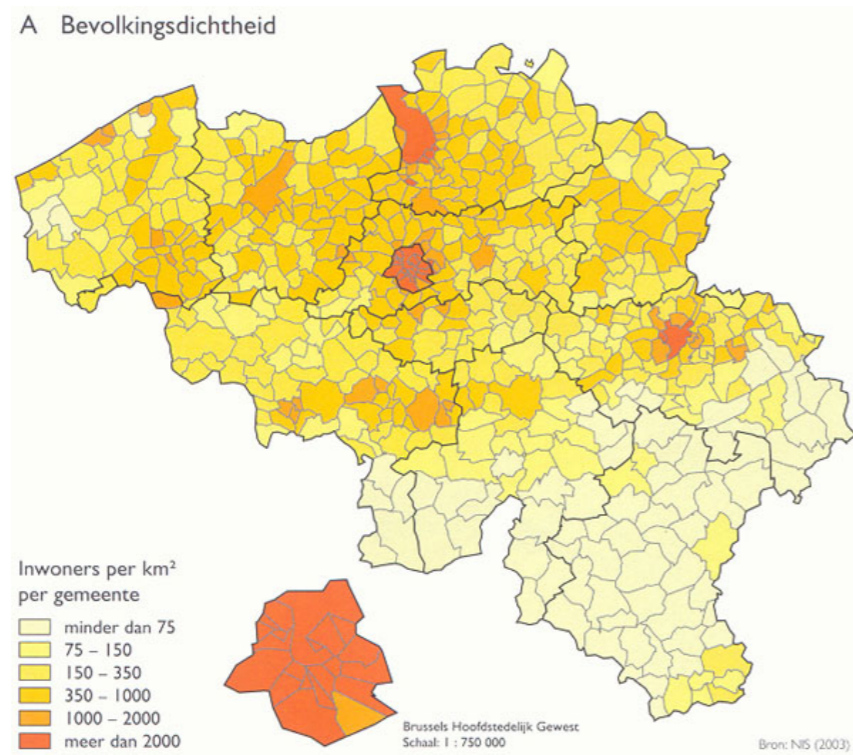 A Bevolkingsdichtheid
Inwoners per km²
per gemeente
minder dan 75
75 – 150
150 – 350
350 – 1000
1000 – 2000
meer dan 2000
Brussels Hoofdstedelijk Gewest
Schaal: 1 : 750 000
Bron: NIS (2003)